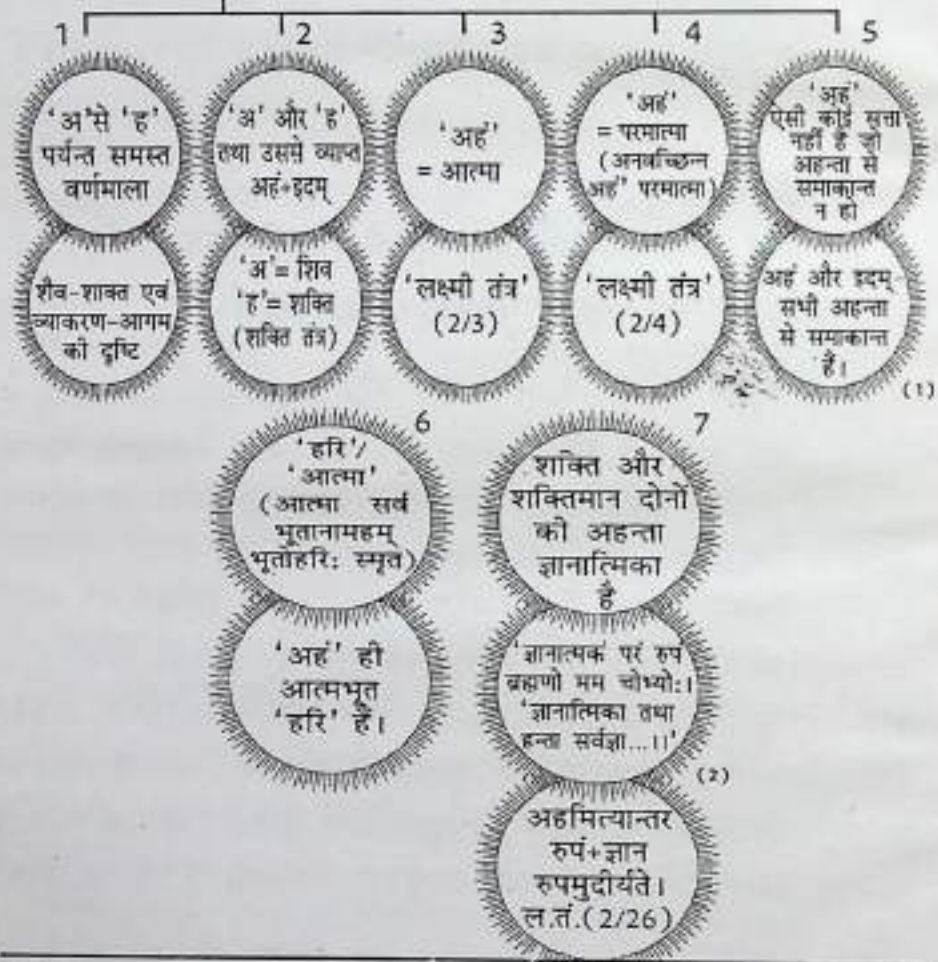 1
2
3
4
5
'अ'से 'ह'
पर्यन्त समस्त
वर्णमाला
'अ' और 'ह'
तथा उसमे व्याप्त
अहं+इदम्
'अहं'
= आत्मा
'अहं'
= परमात्मा
(अनवच्छिन्न
अहं' परमात्मा)
'अहं'
ऐसी कोई सत्ता
नहीं है जो
अहन्ता से
समाकान्त
न हो
शैव-शाक्त एवं
व्याकरण-आगम
की दृष्टि
'अ'= शिव
'ह'= शक्ति
(शक्ति तंत्र)
'लक्ष्मी तंत्र'
(2/3)
'लक्ष्मी तंत्र'
(2/4)
अहं और इदम्-
सभी अहन्ता
से समाकान्त
हैं।
(1)
6
7
'हरि'/
'आत्मा'
(आत्मा सर्व
भूतानामहम्
भूतोहरि: स्मृत)
शक्ति और
शक्तिमान दोनों
की अहन्ता
ज्ञानात्मिका
है
'अहं' ही
आत्मभूत
'हरि' हैं।
'ज्ञानात्मकं परं रुपं
ब्रह्मणो मम चोभ्यो:।
'ज्ञानात्मिका तथा
हन्ता सर्वज्ञा...।।'
(2)
अहमित्यान्तर
रुपं+ज्ञान
रुपमुदीर्यते।
ल.तं.(2/26)